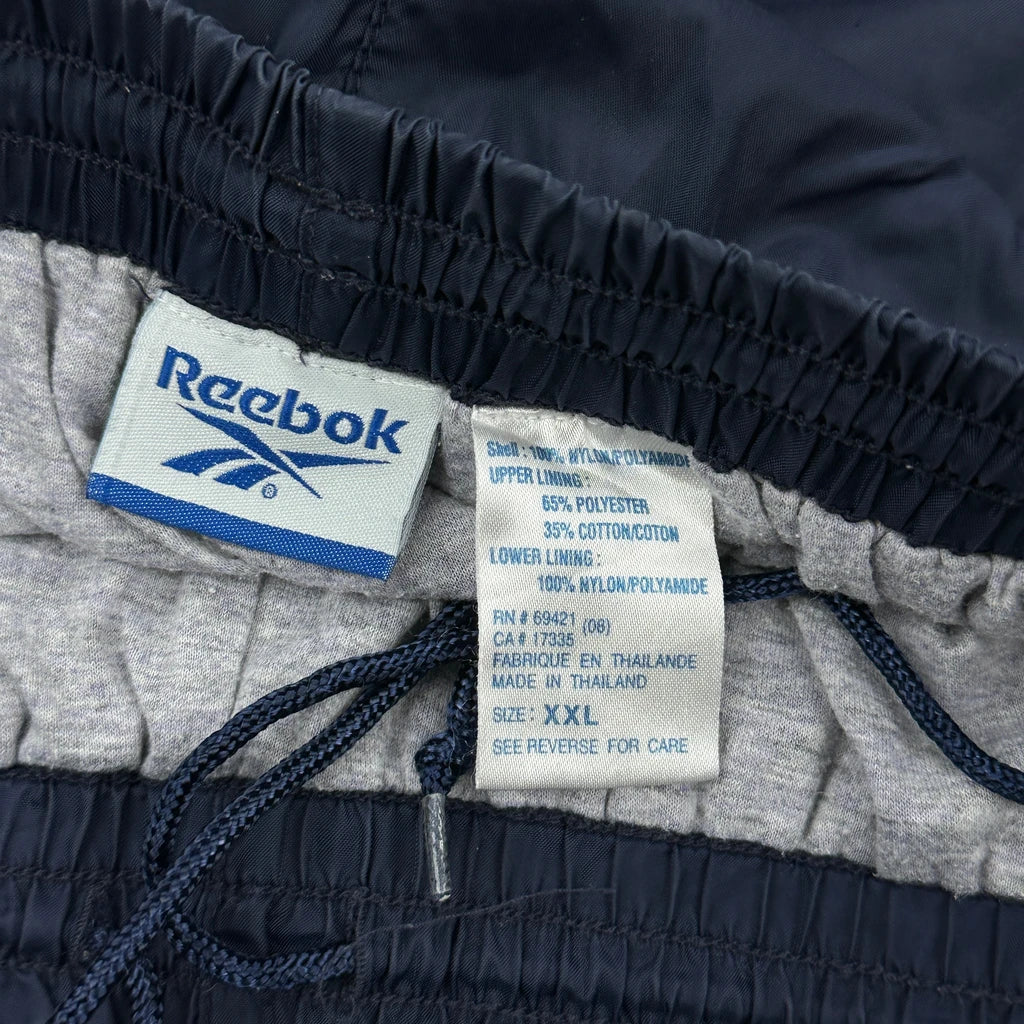 Reebok
®
Shell : 100% NYLON/POLYAMIDE
UPPER LINING :
65% POLYESTER
35% COTTON/COTON
LOWER LINING :
100% NYLON/POLYAMIDE
RN # 69421 (08)
CA # 17335
FABRIQUE EN THAILANDE
MADE IN THAILAND
SIZE : XXL
SEE REVERSE FOR CARE